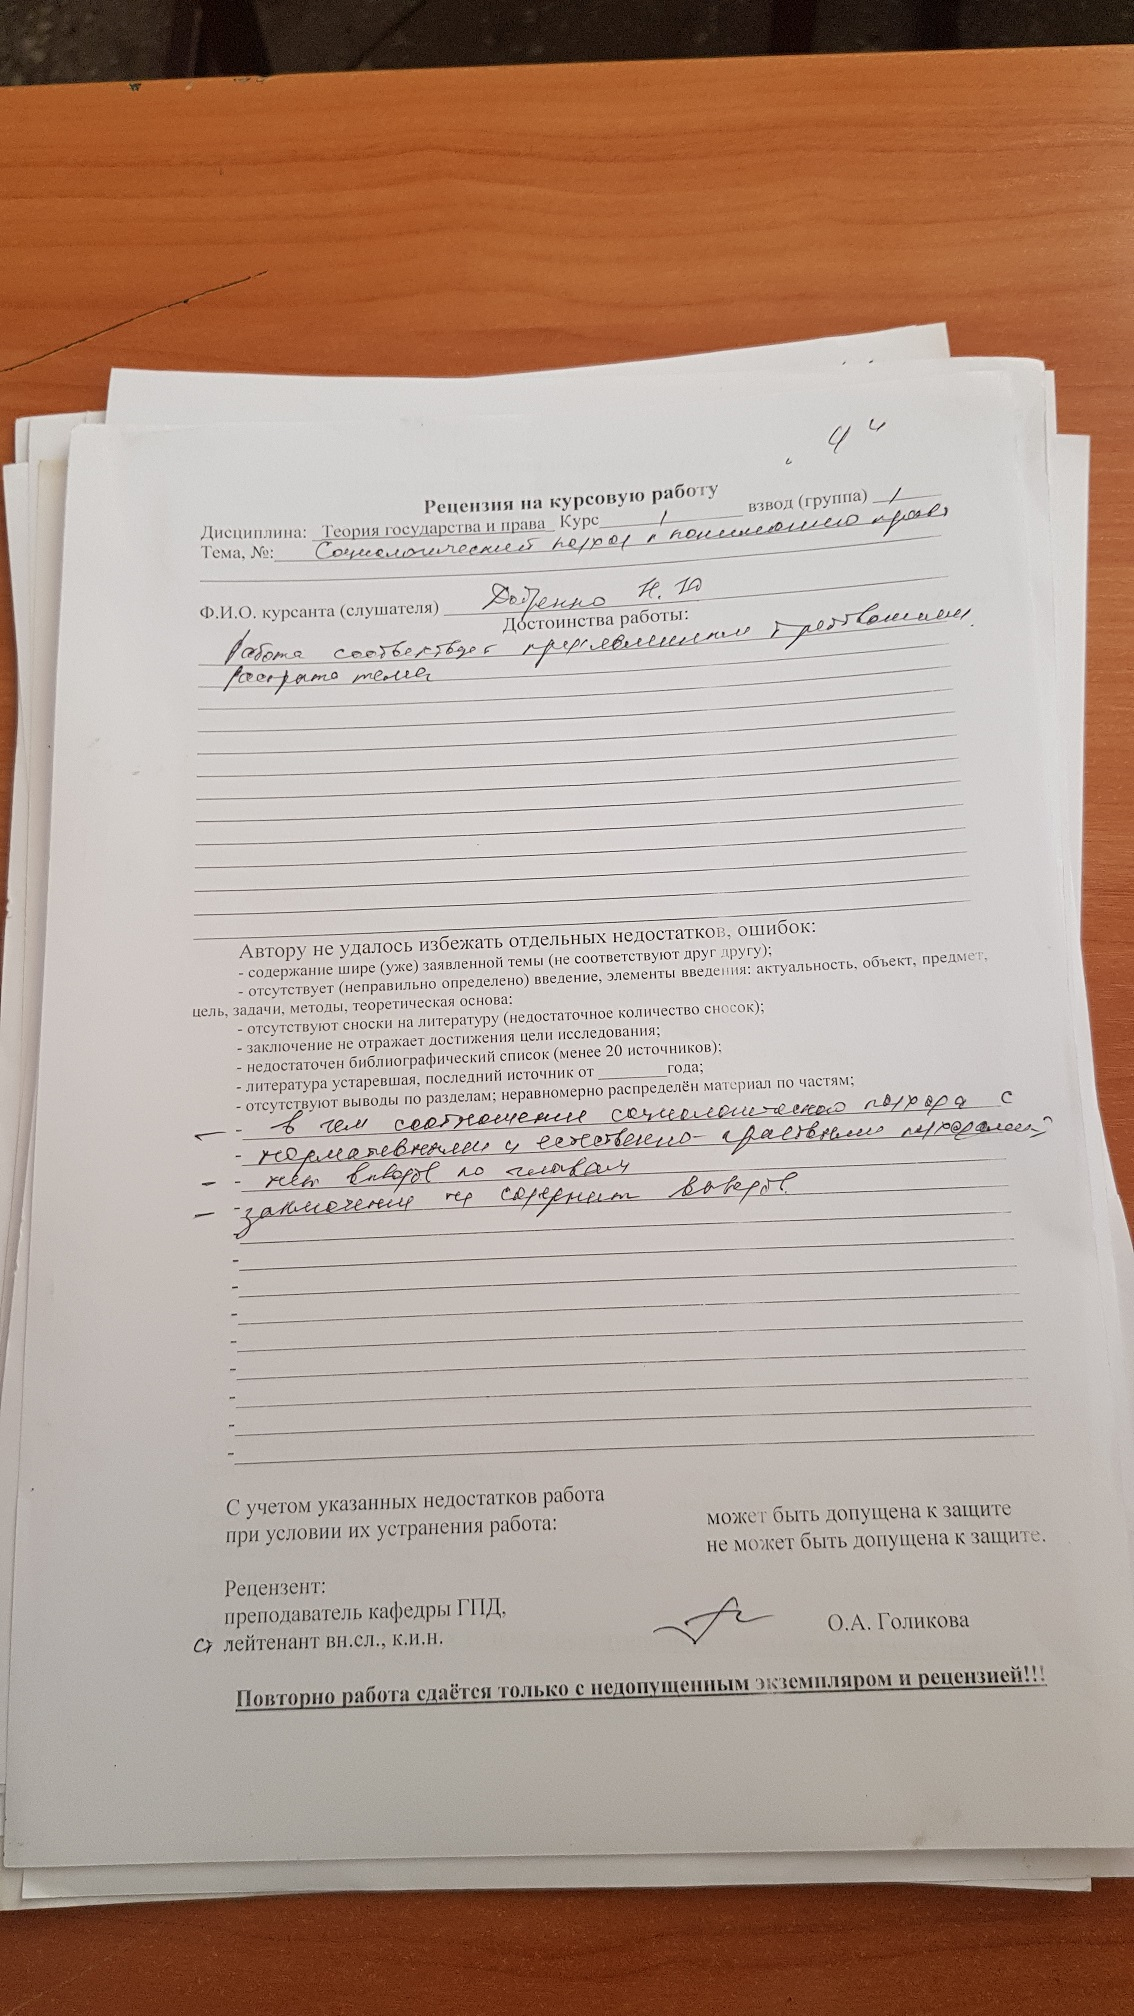 „4“
Рецензия на курсовую работу
Дисциплина: Теория государства и права Курс 1 взвод (группа) 1
Тема, №: Социологический подход к пониманию права
Ф.И.О. курсанта (слушателя) Доценко Н. Ю
Достоинства работы:
Работа соответствует предъявленным требованиям.
раскрыта тема
Автору не удалось избежать отдельных недостатков, ошибок:
- содержание шире (уже) заявленной темы (не соответствуют друг другу);
- отсутствует (неправильно определено) введение, элементы введения: актуальность, объект, предмет,
цель, задачи, методы, теоретическая основа:
- отсутствуют сноски на литературу (недостаточное количество сносок);
- заключение не отражает достижения цели исследования;
- недостаточен библиографический список (менее 20 источников);
- литература устаревшая, последний источник от ________года;
- отсутствуют выводы по разделам; неравномерно распределён материал по частям;
- в чем соотношение социологического подхода с
- нормативными и естественно-правовыми подходами?
- нет выводов по главам
- заключение не содержит выводов.
С учетом указанных недостатков работа
при условии их устранения работа:
может быть допущена к защите
не может быть допущена к защите.
Рецензент:
преподаватель кафедры ГПД,
ст лейтенант вн.сл., к.и.н.
О.А. Голикова
Повторно работа сдаётся только с недопущенным экземпляром и рецензией!!!